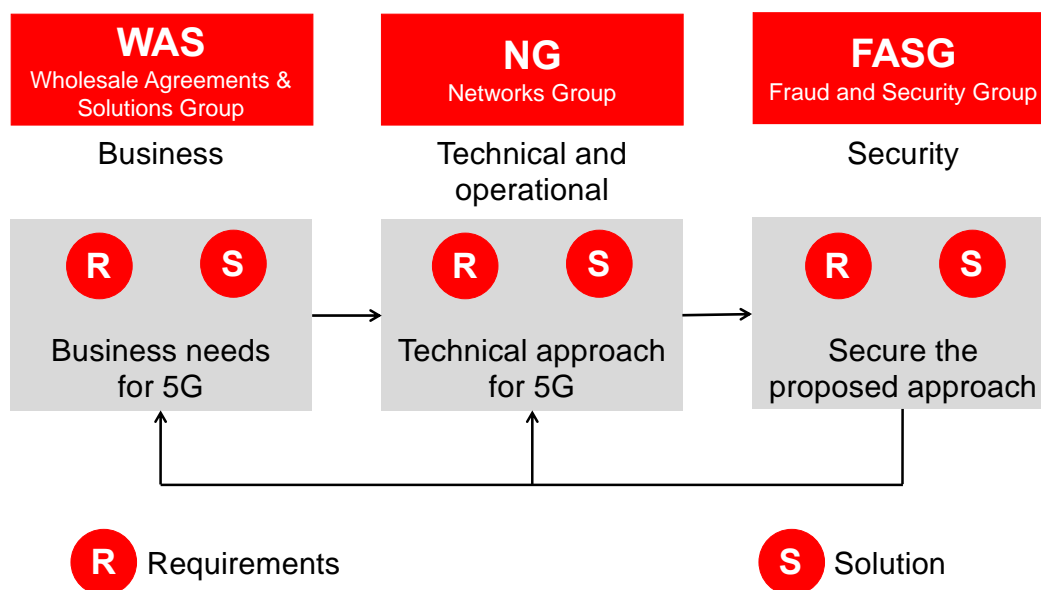 WAS
Wholesale Agreements &
Solutions Group
NG
Networks Group
FASG
Fraud and Security Group
Business
Technical and
operational
Security
R
S
Business needs
for 5G
R
S
Technical approach
for 5G
R
S
Secure the
proposed approach
R Requirements
S Solution